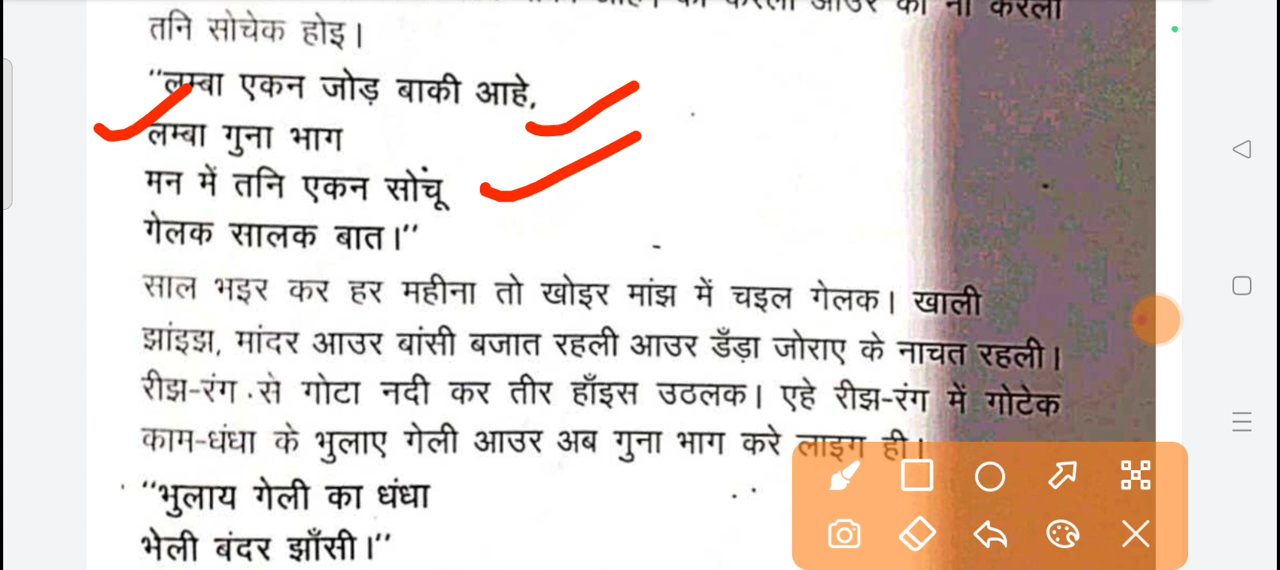 तनि सोचेक होइ।
"लम्बा एकन जोड़ बाकी आहे,
लम्बा गुना भाग
मन में तनि एकन सोचूं
गेलक सालक बात।"
साल भइर कर हर महीना तो खोइर मांझ में चइल गेलक। खाली
झांइझ, मांदर आउर बांसी बजात रहली आउर डँड़ा जोराए के नाचत रहली।
रीझ-रंग से गोटा नदी कर तीर हाँइस उठलक। एहे रीझ-रंग में गोटेक
काम-धंधा के भुलाए गेली आउर अब गुना भाग करे लाइग ही।
"भुलाय गेली का धंधा
भेली बंदर झाँसी।"